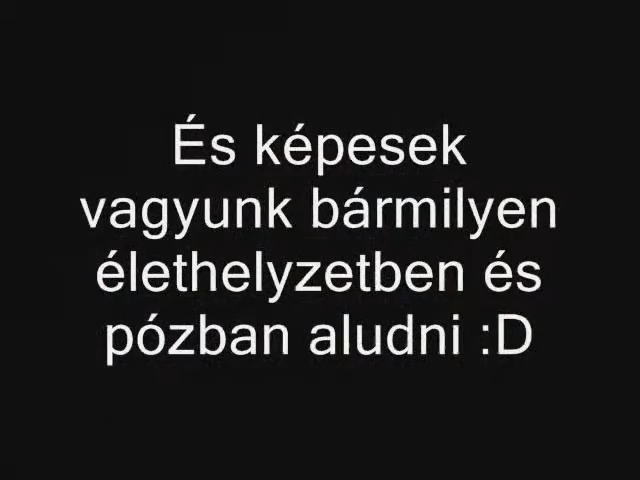 És képesek
vagyunk bármilyen
élethelyzetben és
pózban aludni :D